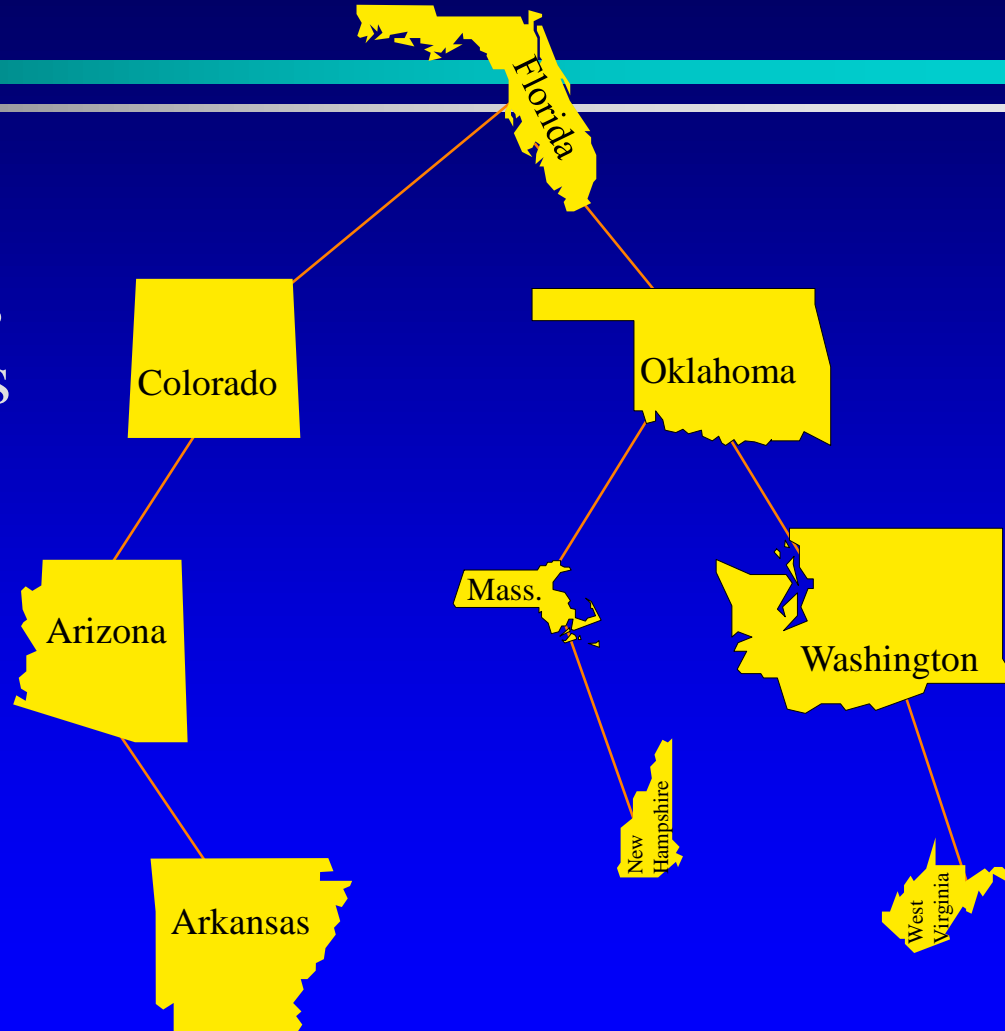 Florida
Colorado
Oklahoma
Arizona
Mass.
Washington
Arkansas
New
Hampshire
West
Virginia